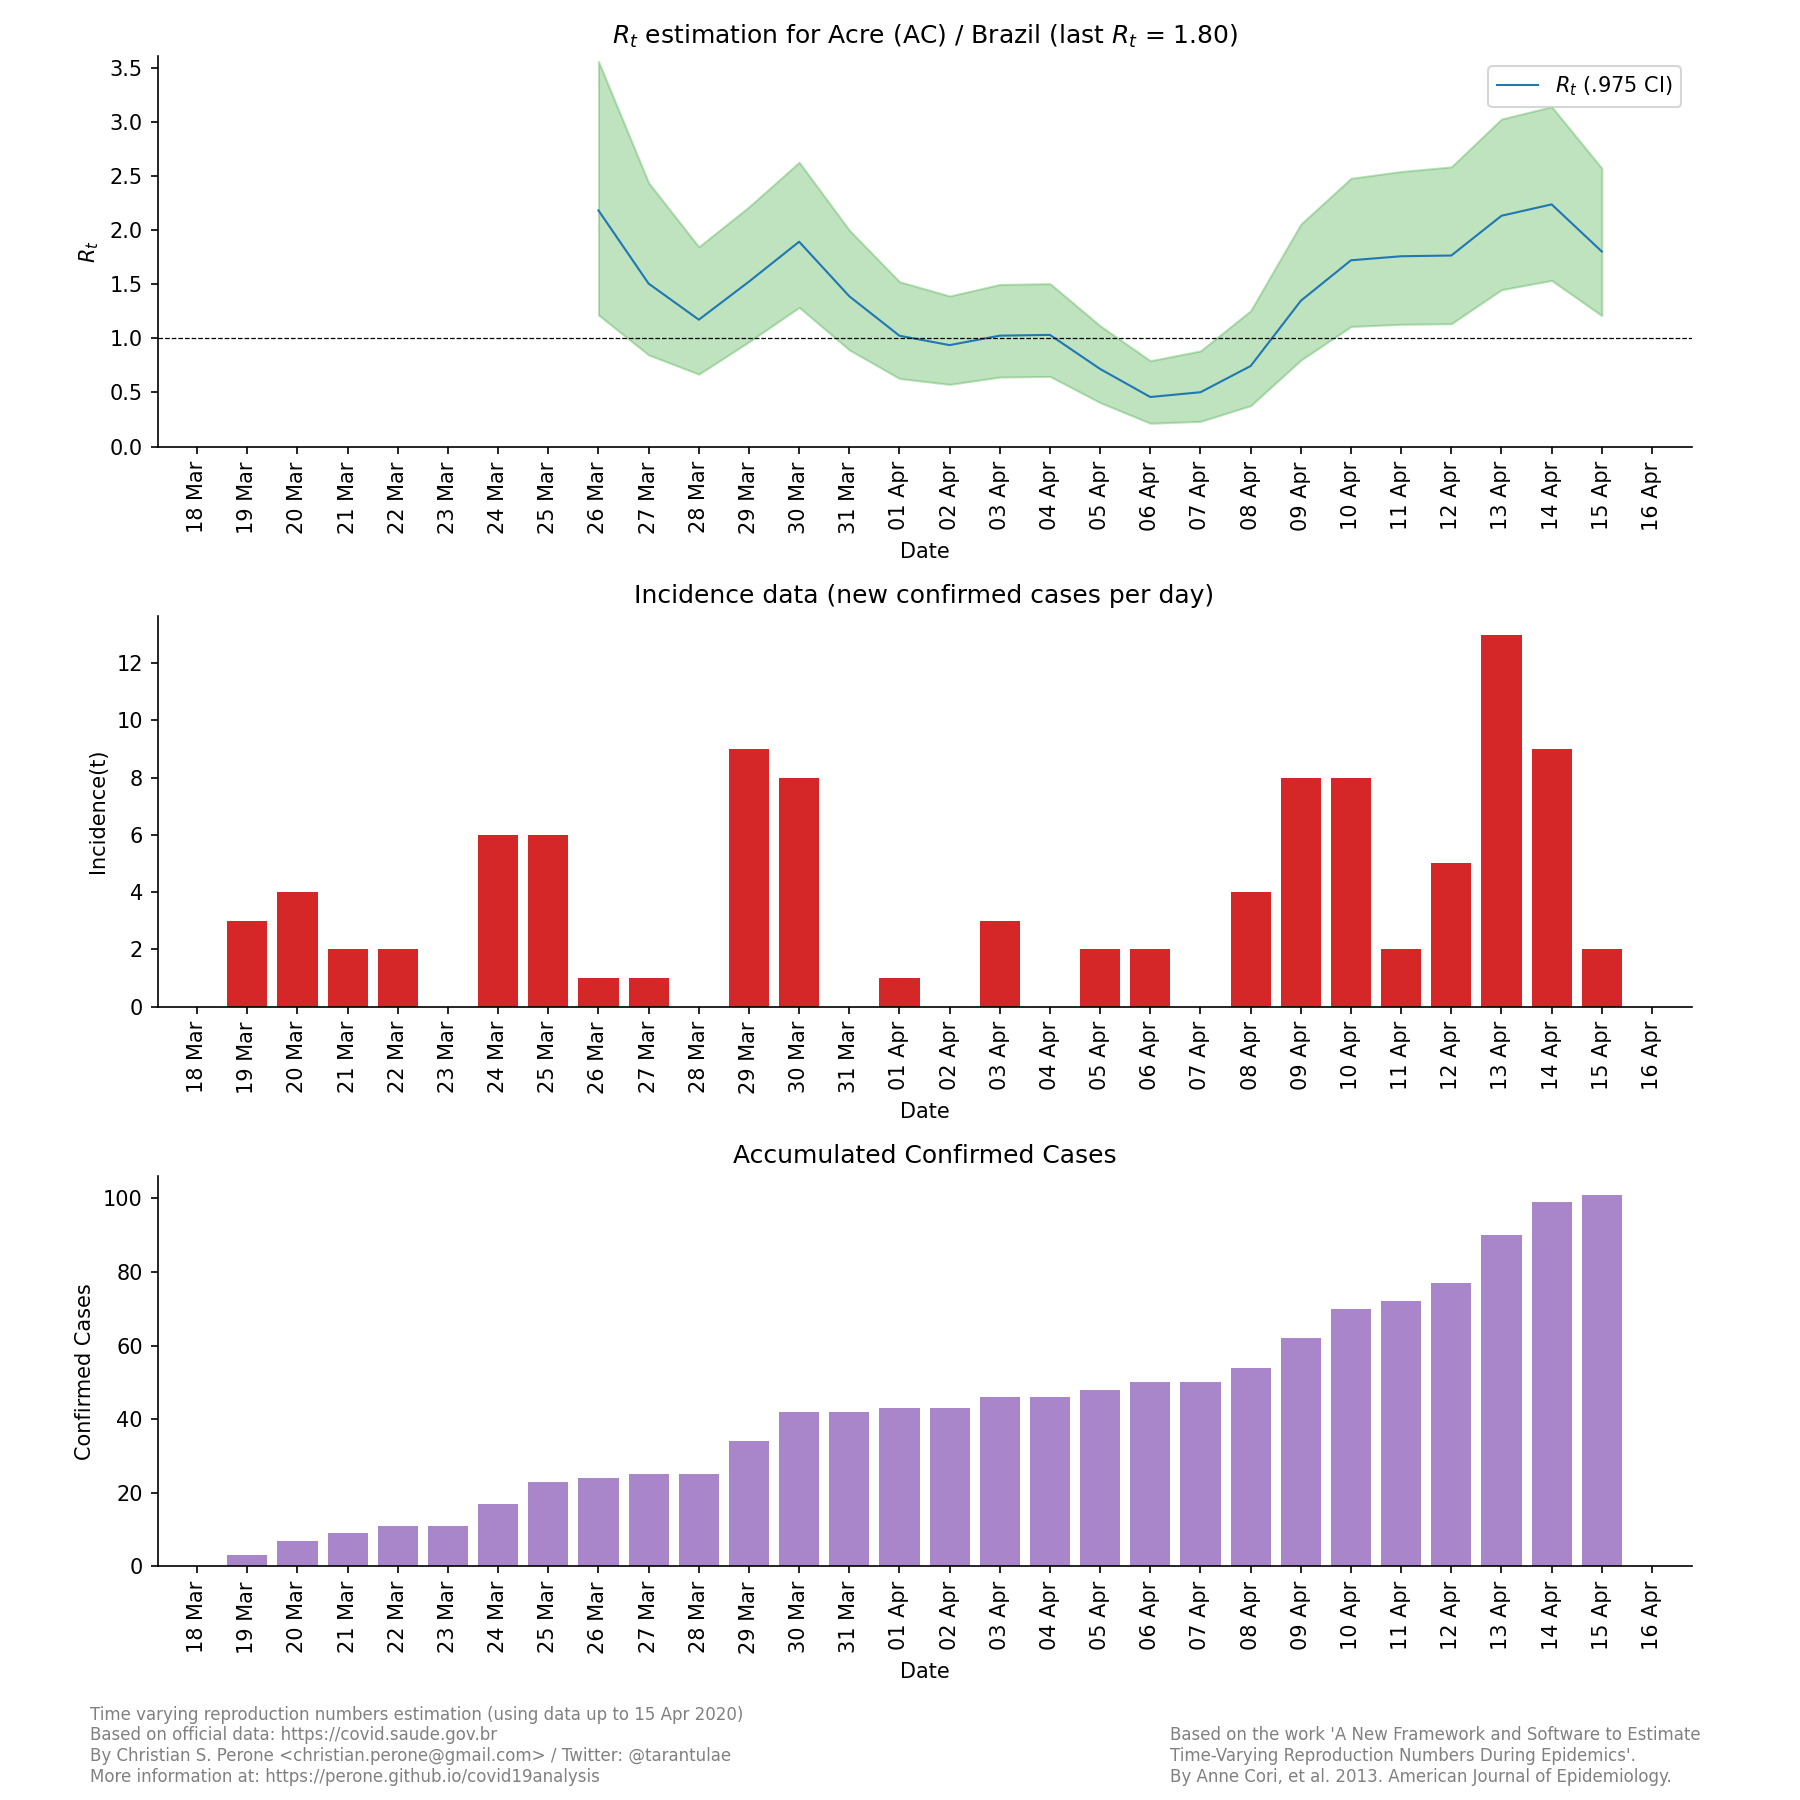 R_t estimation for Acre (AC) / Brazil (last R_t = 1.80)
R_t (.975 CI)
R_t
3.5
3.0
2.5
2.0
1.5
1.0
0.5
0.0
18 Mar 19 Mar 20 Mar 21 Mar 22 Mar 23 Mar 24 Mar 25 Mar 26 Mar 27 Mar 28 Mar 29 Mar 30 Mar 31 Mar 01 Apr 02 Apr 03 Apr 04 Apr 05 Apr 06 Apr 07 Apr 08 Apr 09 Apr 10 Apr 11 Apr 12 Apr 13 Apr 14 Apr 15 Apr 16 Apr
Date
Incidence data (new confirmed cases per day)
Incidence(t)
12
10
8
6
4
2
0
18 Mar 19 Mar 20 Mar 21 Mar 22 Mar 23 Mar 24 Mar 25 Mar 26 Mar 27 Mar 28 Mar 29 Mar 30 Mar 31 Mar 01 Apr 02 Apr 03 Apr 04 Apr 05 Apr 06 Apr 07 Apr 08 Apr 09 Apr 10 Apr 11 Apr 12 Apr 13 Apr 14 Apr 15 Apr 16 Apr
Date
Accumulated Confirmed Cases
Confirmed Cases
100
80
60
40
20
0
18 Mar 19 Mar 20 Mar 21 Mar 22 Mar 23 Mar 24 Mar 25 Mar 26 Mar 27 Mar 28 Mar 29 Mar 30 Mar 31 Mar 01 Apr 02 Apr 03 Apr 04 Apr 05 Apr 06 Apr 07 Apr 08 Apr 09 Apr 10 Apr 11 Apr 12 Apr 13 Apr 14 Apr 15 Apr 16 Apr
Date
Time varying reproduction numbers estimation (using data up to 15 Apr 2020)
Based on official data: https://covid.saude.gov.br
By Christian S. Perone <christian.perone@gmail.com> / Twitter: @tarantulae
More information at: https://perone.github.io/covid19analysis
Based on the work 'A New Framework and Software to Estimate
Time-Varying Reproduction Numbers During Epidemics'.
By Anne Cori, et al. 2013. American Journal of Epidemiology.